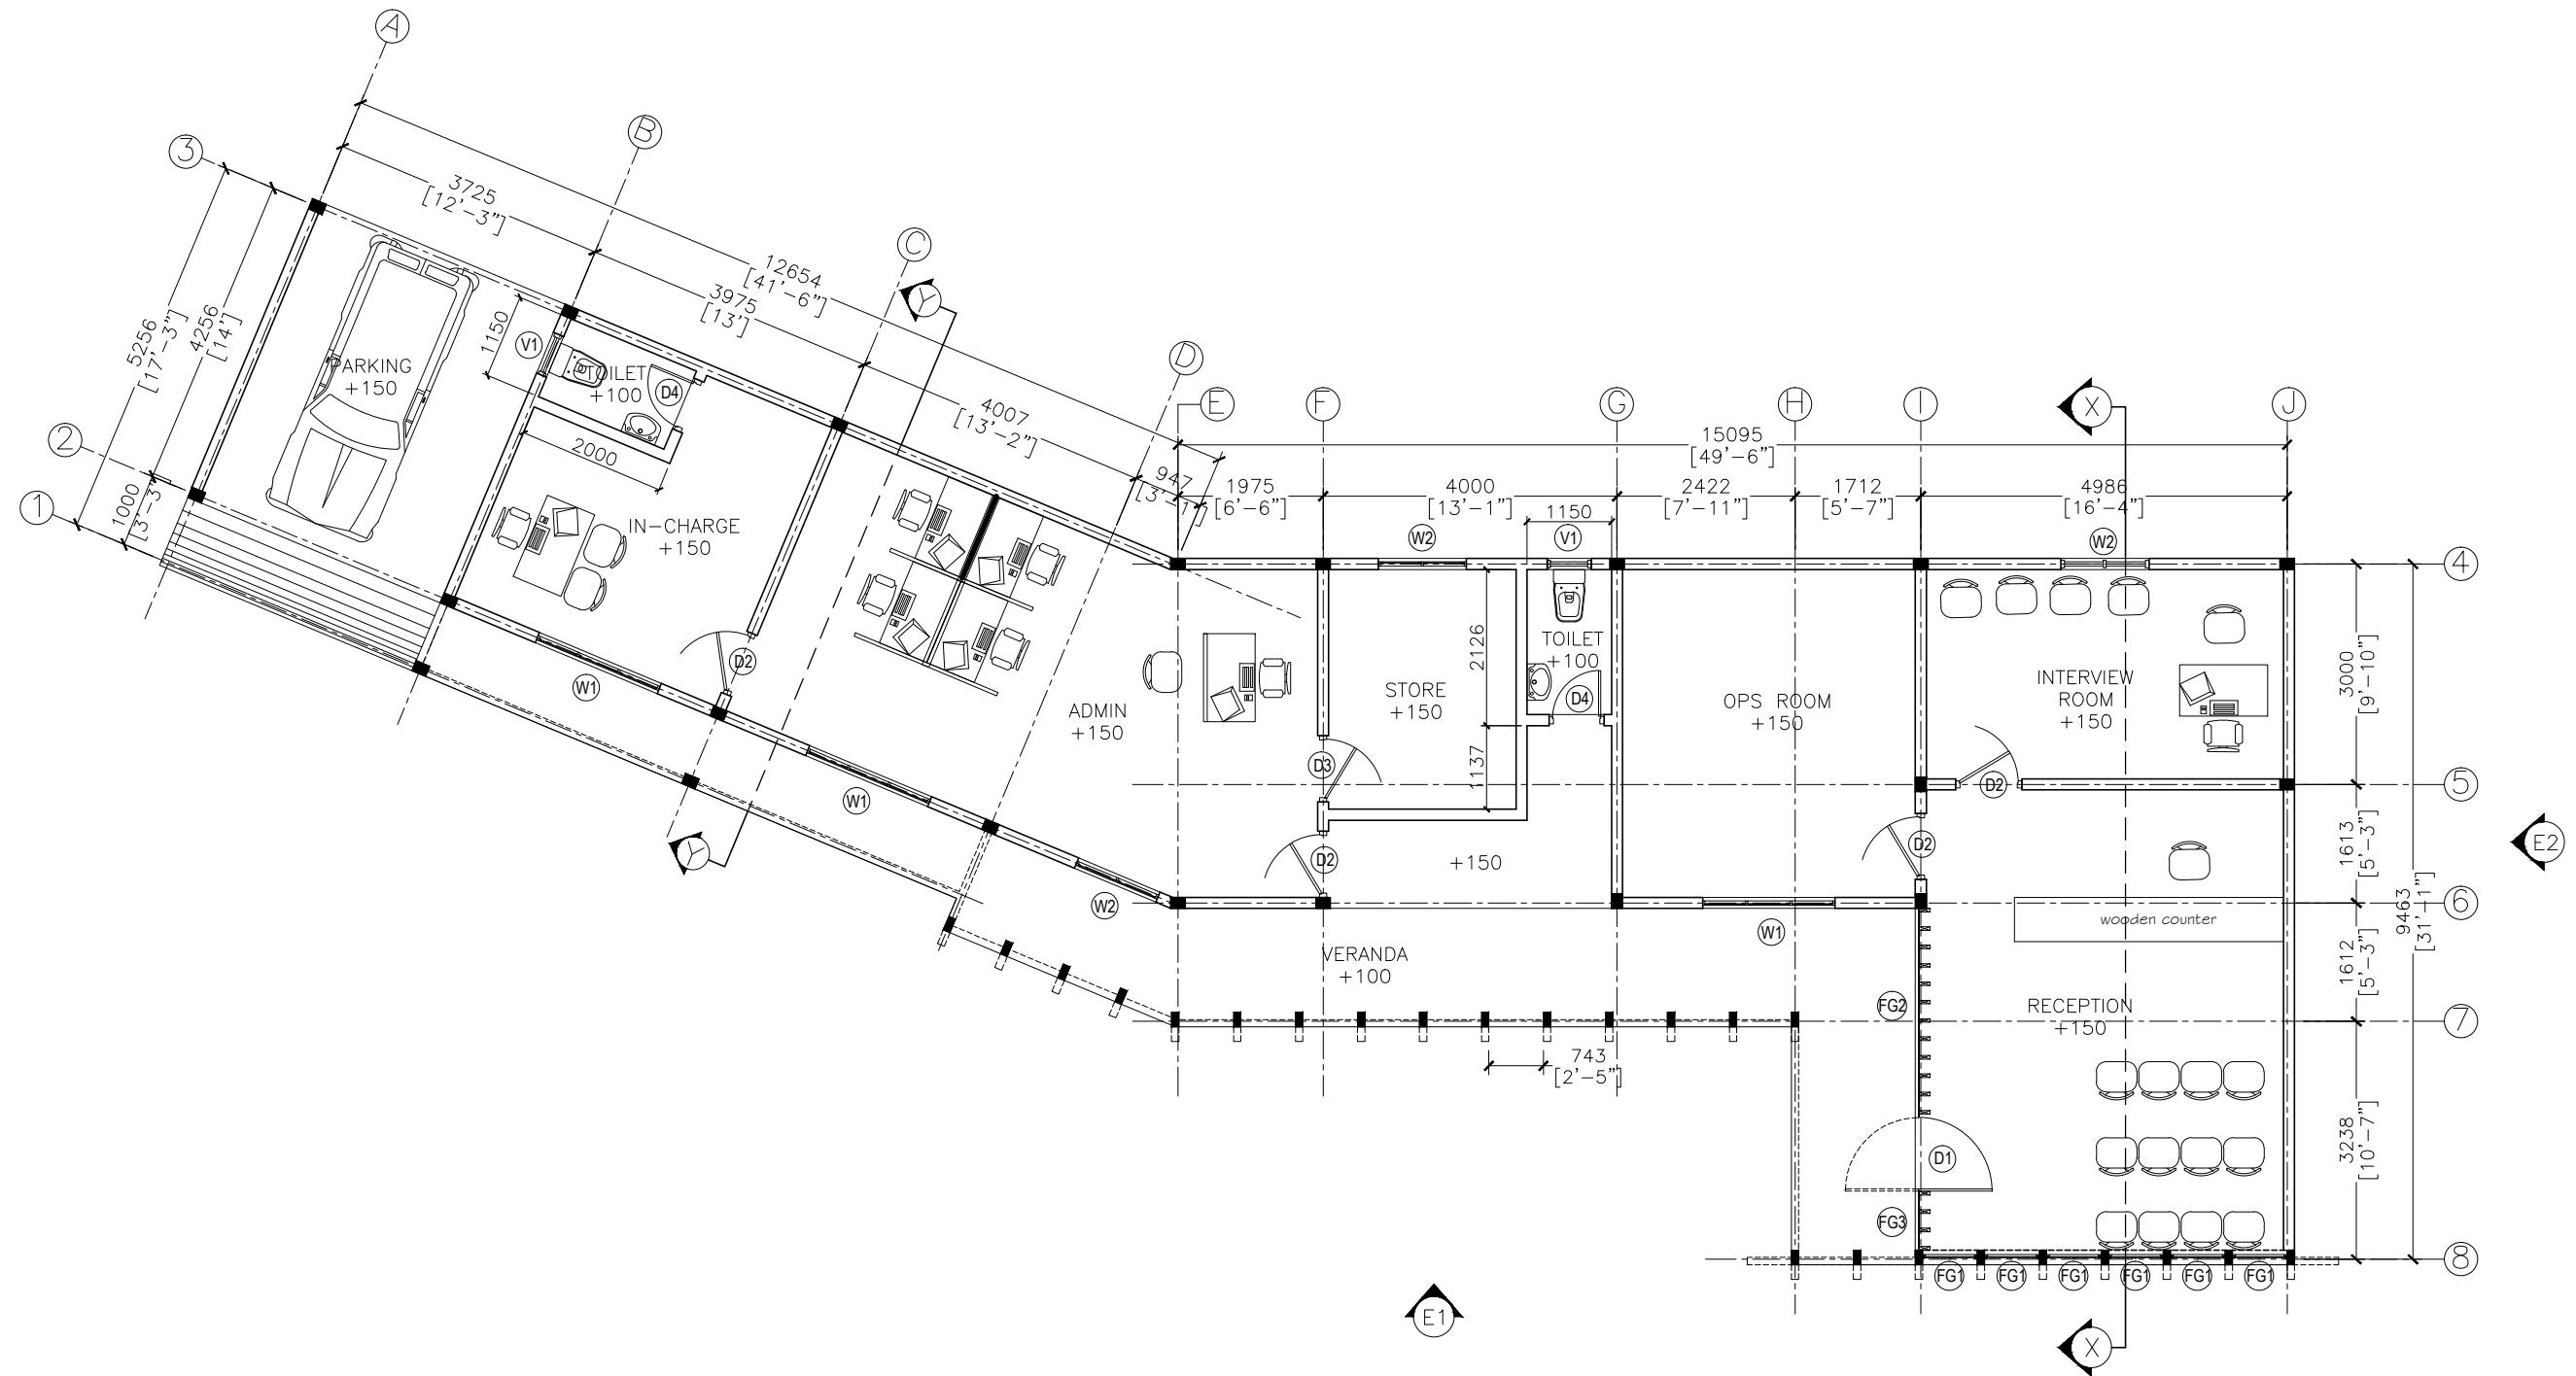 A
B
3
3725
[12'-3"]
C
D
12654
[41'-6"]
3975
[13']
Y
5256
[17'-3"]
4256
[14']
1150
V1
PARKING
+150
TOILET
+100
D4
E
F
G
H
I
X
J
4007
[13'-2"]
15095
[49'-6"]
2
2000
947
[3'-1"]
1975
[6'-6"]
4000
[13'-1"]
2422
[7'-11"]
1712
[5'-7"]
4986
[16'-4"]
1
1000
[3'-3"]
1150
IN-CHARGE
+150
W2
V1
W2
4
2126
TOILET
+100
D4
3000
[9'-10"]
D2
W1
STORE
+150
OPS ROOM
+150
INTERVIEW
ROOM
+150
ADMIN
+150
1137
D3
D2
5
W1
Y
D2
+150
D2
1613
[5'-3"]
E2
W2
W1
wooden counter
9463
[31'-11"]
6
VERANDA
+100
1612
[5'-3"]
FG2
RECEPTION
+150
7
743
[2'-5"]
D1
3238
[10'-7"]
FG3
8
FG1
FG1
FG1
FG1
FG1
FG1
E1
X